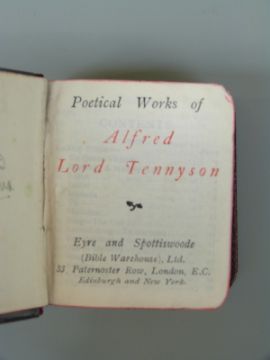 Poetical Works of
Alfred
Lord Tennyson
Eyre and Spottiswoode
(Bible Warehouse), Ltd.
33, Paternoster Row, London, E.C.
Edinburgh and New York.